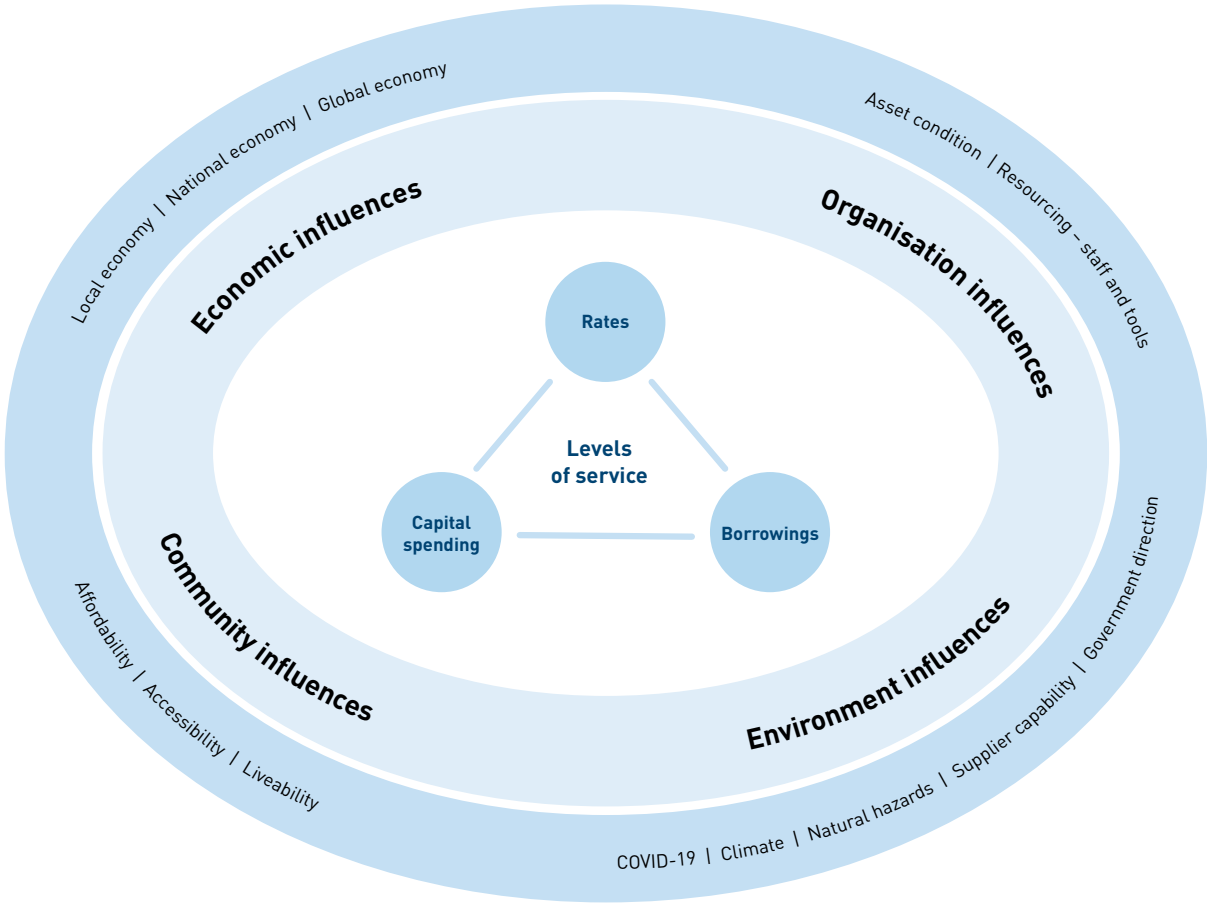 Local economy | National economy | Global economy
Asset condition | Resourcing – staff and tools
Economic influences
Organisation influences
Rates
Levels
of service
Capital
spending
Borrowings
Community influences
Environment influences
Affordability | Accessibility | Liveability
COVID-19 | Climate | Natural hazards | Supplier capability | Government direction